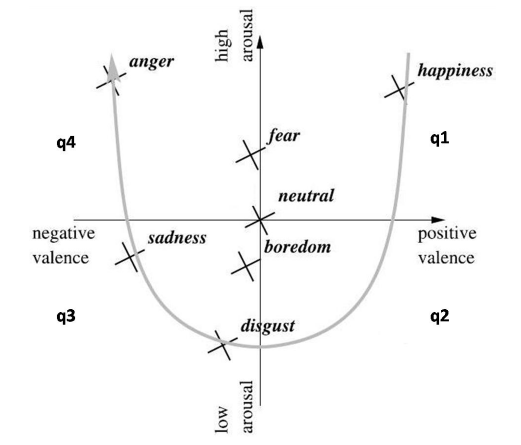 high
arousal
anger
happiness
q4
fear
q1
neutral
negative
valence
sadness
boredom
positive
valence
q3
disgust
q2
low
arousal